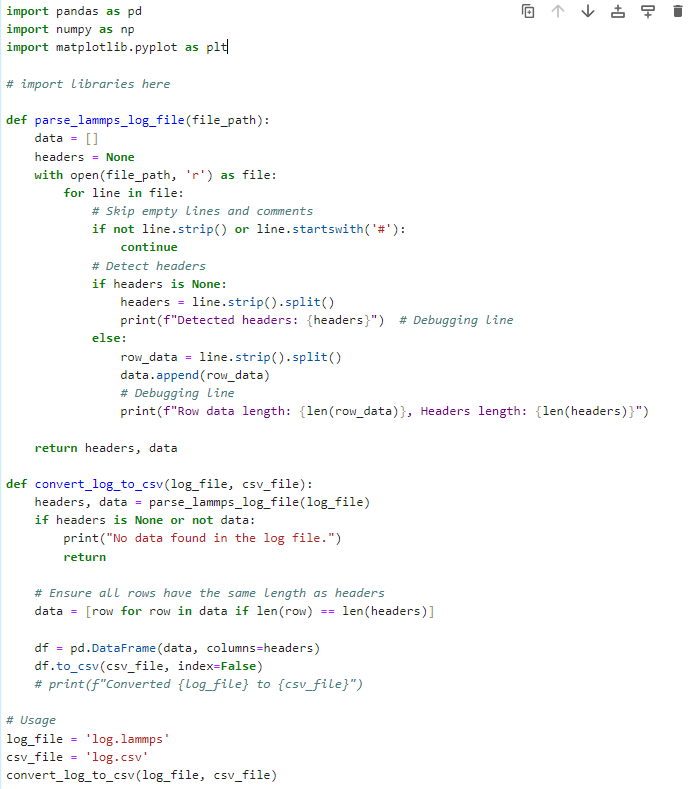 import pandas as pd
import numpy as np
import matplotlib.pyplot as plt
# import libraries here
def parse_lammps_log_file(file_path):
    data = []
    headers = None
    with open(file_path, 'r') as file:
        for line in file:
            # Skip empty lines and comments
            if not line.strip() or line.startswith('#'):
                continue
            # Detect headers
            if headers is None:
                headers = line.strip().split()
                print(f"Detected headers: {headers}")  # Debugging line
            else:
                row_data = line.strip().split()
                data.append(row_data)
                # Debugging line
                print(f"Row data length: {len(row_data)}, Headers length: {len(headers)}")
    return headers, data
def convert_log_to_csv(log_file, csv_file):
    headers, data = parse_lammps_log_file(log_file)
    if headers is None or not data:
        print("No data found in the log file.")
        return
    # Ensure all rows have the same length as headers
    data = [row for row in data if len(row) == len(headers)]
    df = pd.DataFrame(data, columns=headers)
    df.to_csv(csv_file, index=False)
    # print(f"Converted {log_file} to {csv_file}")
# Usage
log_file = 'log.lammps'
csv_file = 'log.csv'
convert_log_to_csv(log_file, csv_file)